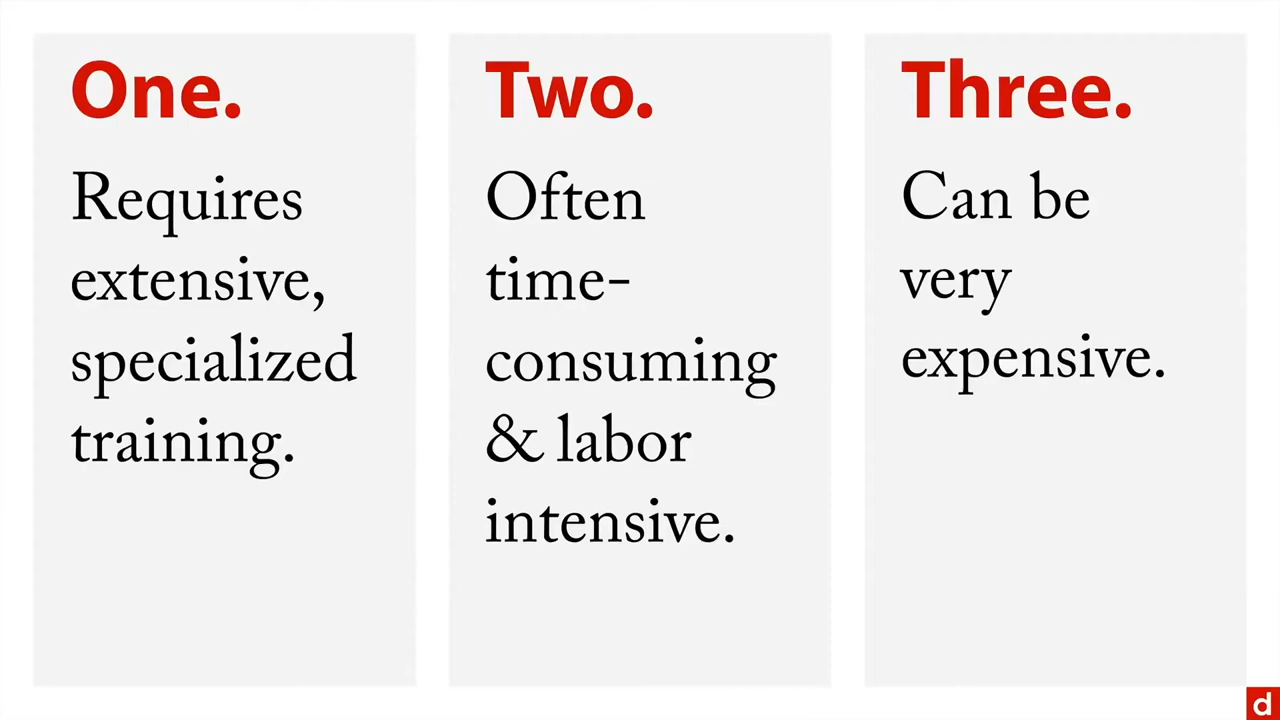 One.
Requires
extensive,
specialized
training.
Two.
Often
time-
consuming
& labor
intensive.
Three.
Can be
very
expensive.
d